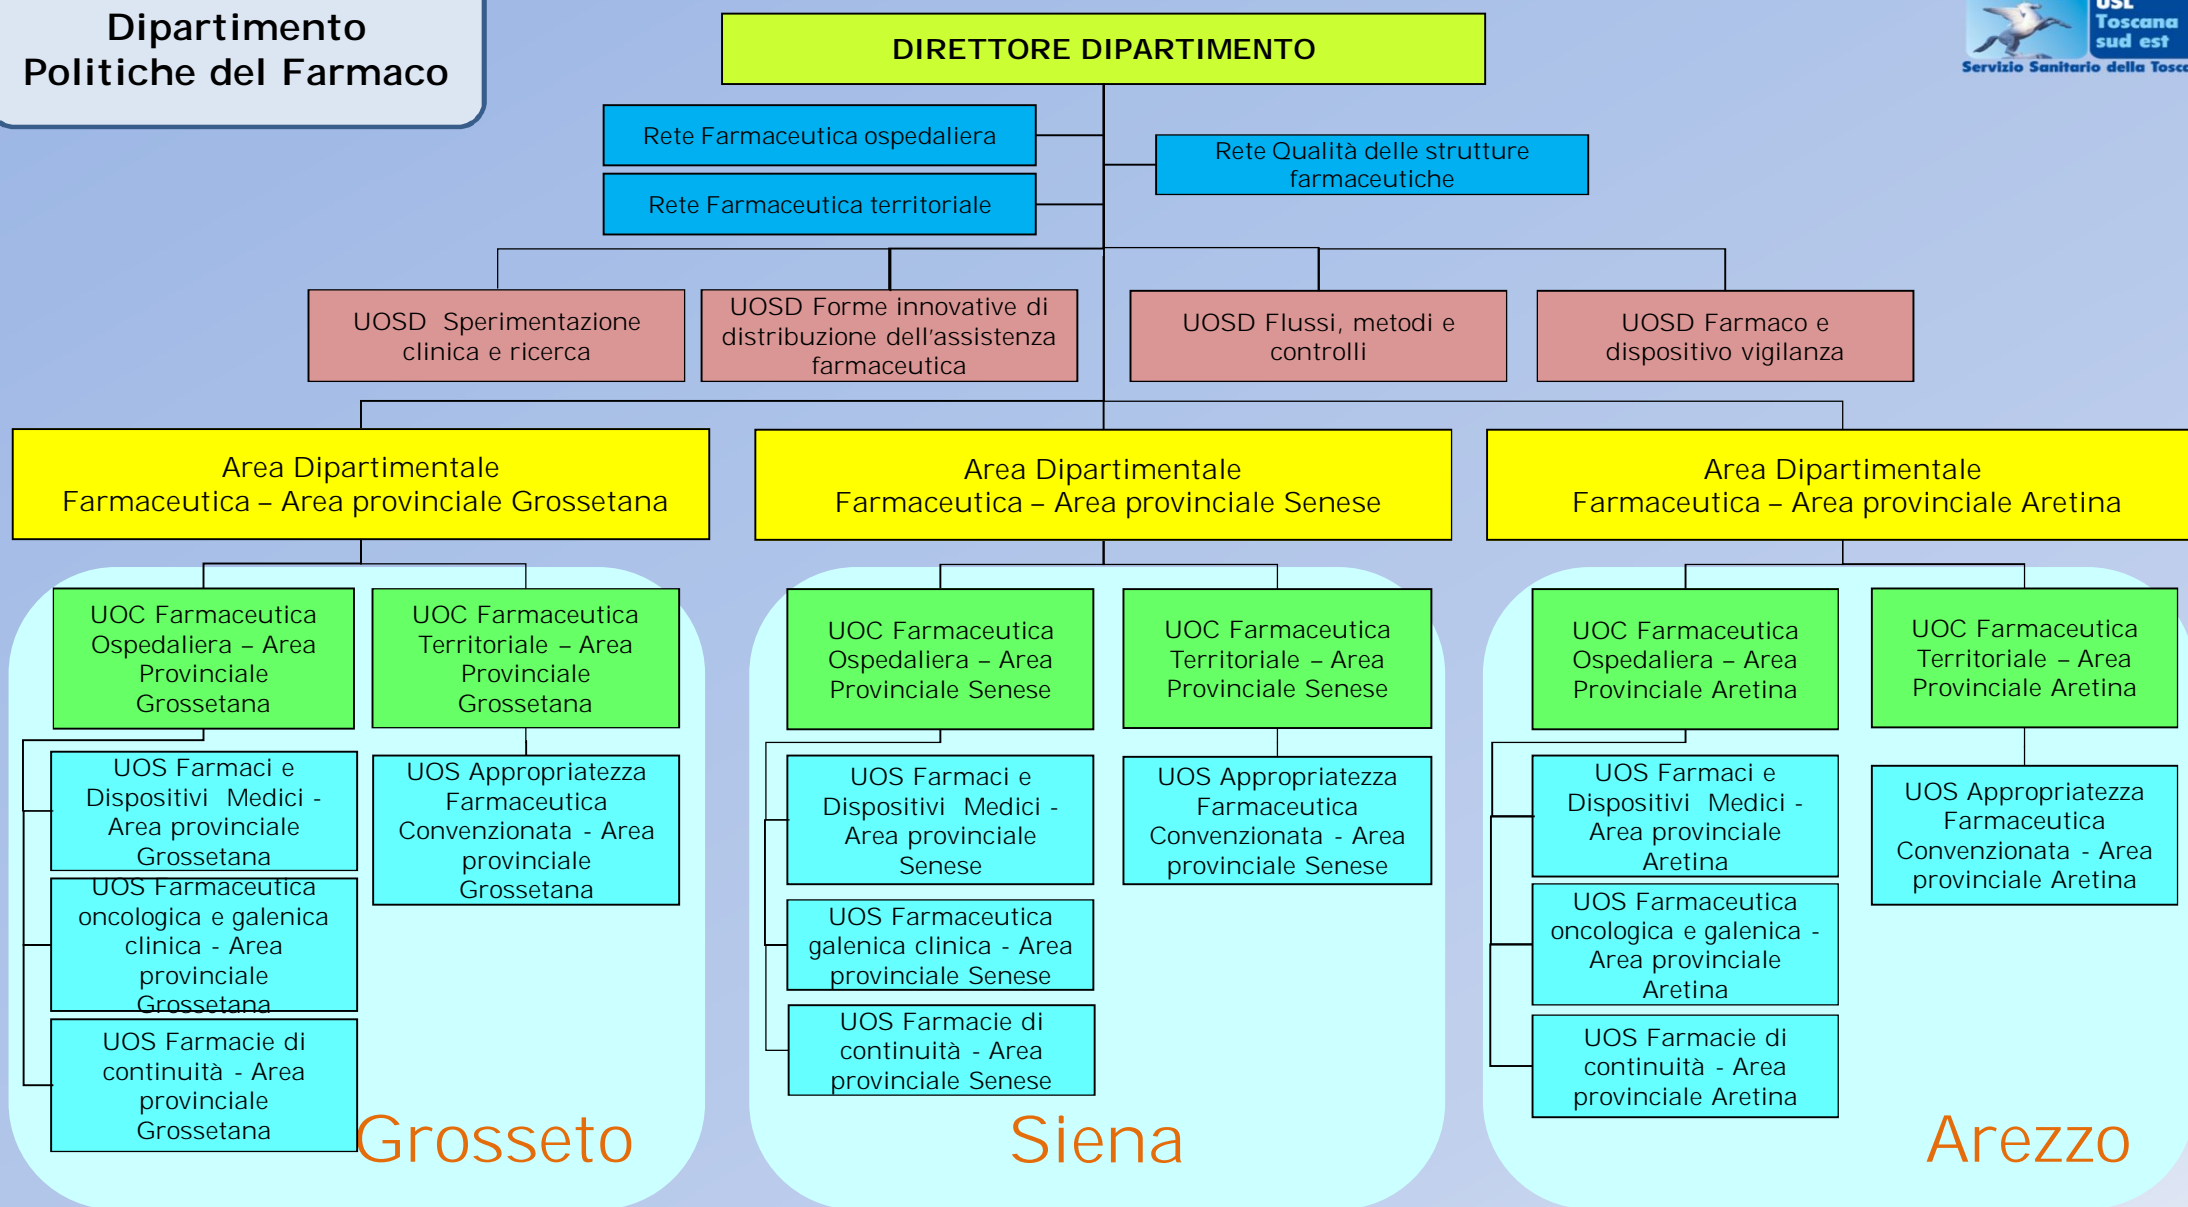 Dipartimento
Politiche del Farmaco
DIRETTORE DIPARTIMENTO
USL
Toscana
sud est
Servizio Sanitario della
Rete Farmaceutica ospedaliera
Rete Qualità delle strutture
farmaceutiche
Rete Farmaceutica territoriale
UOSD Sperimentazione
clinica e ricerca
UOSD Forme innovative di
distribuzione dell'assistenza
farmaceutica
UOSD Flussi, metodi e
controlli
UOSD Farmaco e
dispositivo vigilanza
Area Dipartimentale
Farmaceutica – Area provinciale Grossetana
Area Dipartimentale
Farmaceutica – Area provinciale Senese
Area Dipartimentale
Farmaceutica – Area provinciale Aretina
UOC Farmaceutica
Ospedaliera – Area
Provinciale
Grossetana
UOC Farmaceutica
Territoriale – Area
Provinciale
Grossetana
UOS Farmaci e
Dispositivi Medici -
Area provinciale
Grossetana
UOS Appropriatezza
Farmaceutica
Convenzionata - Area
provinciale
Grossetana
UOS Farmaceutica
oncologica e galenica
clinica - Area
provinciale
Grossetana
UOS Farmacie di
continuità - Area
provinciale
Grossetana
Grosseto
UOC Farmaceutica
Ospedaliera – Area
Provinciale Senese
UOC Farmaceutica
Territoriale – Area
Provinciale Senese
UOS Farmaci e
Dispositivi Medici -
Area provinciale
Senese
UOS Appropriatezza
Farmaceutica
Convenzionata - Area
provinciale Senese
UOS Farmaceutica
galenica clinica - Area
provinciale Senese
UOS Farmacie di
continuità - Area
provinciale Senese
Siena
UOC Farmaceutica
Ospedaliera – Area
Provinciale Aretina
UOC Farmaceutica
Territoriale – Area
Provinciale Aretina
UOS Farmaci e
Dispositivi Medici -
Area provinciale
Aretina
UOS Appropriatezza
Farmaceutica
Convenzionata - Area
provinciale Aretina
UOS Farmaceutica
oncologica e galenica -
Area provinciale
Aretina
UOS Farmacie di
continuità - Area
provinciale Aretina
Arezzo